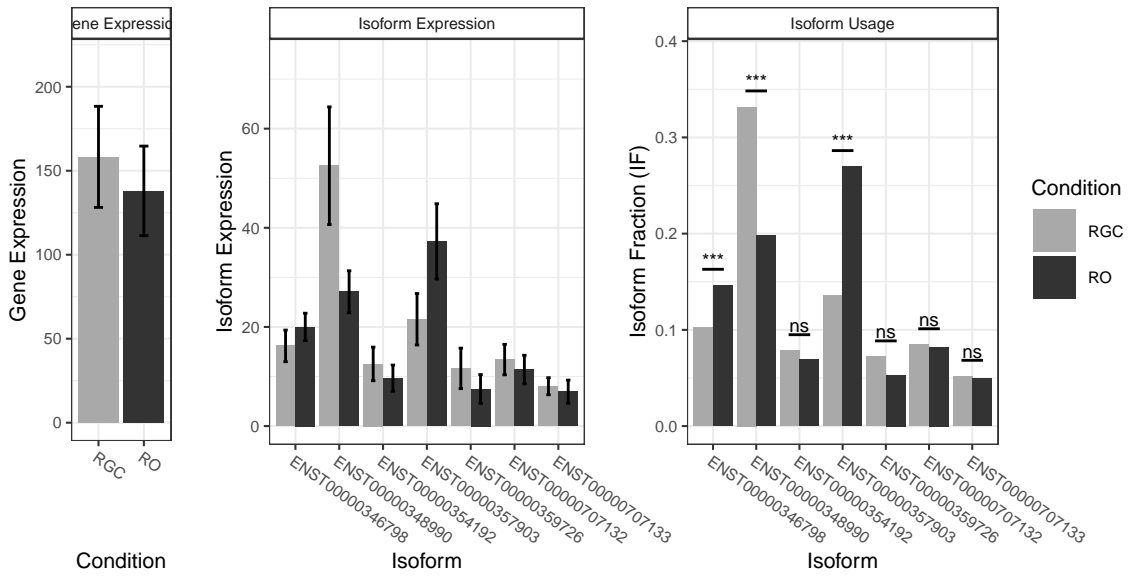 ene Expressio
Gene Expression
200
150
100
50
0
RGC
RO
Condition
Isoform Expression
Isoform Expression
60
40
20
0
ENST00000346798
ENST00000348990
ENST00000354192
ENST00000357903
ENST00000359726
ENST00000707132
ENST00000707133
Isoform
Isoform Usage
Isoform Fraction (IF)
0.4
0.3
0.2
0.1
0.0
***
***
ns
***
ns
ns
ns
ENST00000346798
ENST00000348990
ENST00000354192
ENST00000357903
ENST00000359726
ENST00000707132
ENST00000707133
Isoform
Condition
RGC
RO